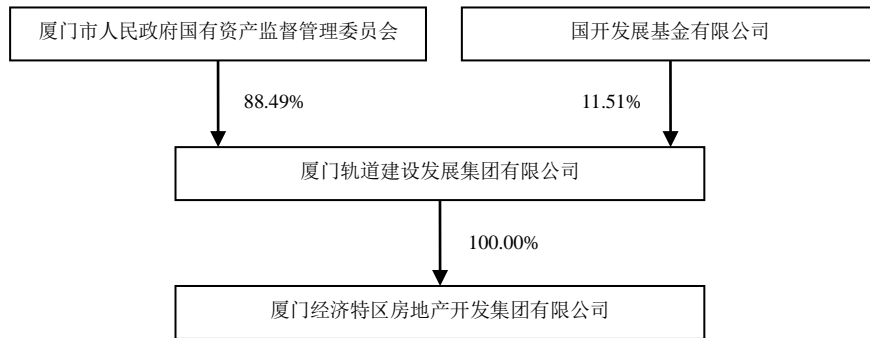 厦门市人民政府国有资产监督管理委员会
国开发展基金有限公司
88.49%
11.51%
厦门轨道建设发展集团有限公司
100.00%
厦门经济特区房地产开发集团有限公司